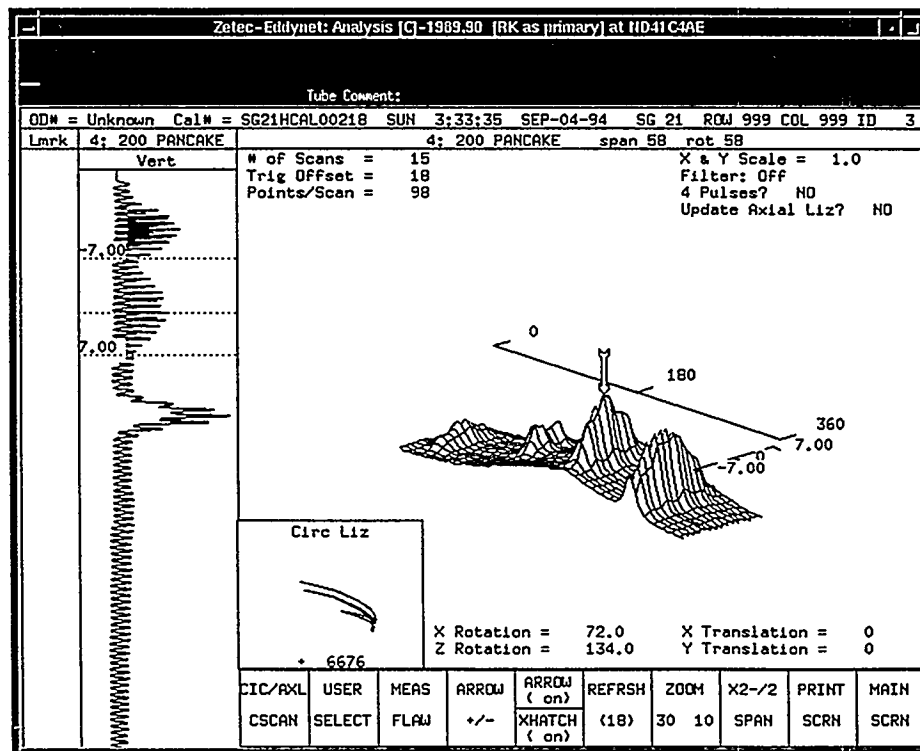 Zetec-Eddynet: Analysis [C]-1989,90 [RK as primary] at ND41C4AE
Tube Comment:
OD# = Unknown Cal# = SG21HCAL00218 SUN 3:33:35 SEP-04-94 SG 21 ROW 999 COL 999 ID 3
Lmrk 4: 200 PANCAKE 4: 200 PANCAKE span 58 rot 58
Vert
# of Scans = 15
Trig Offset = 18
Points/Scan = 98
X & Y Scale = 1.0
Filter: Off
4 Pulses? NO
Update Axial Liz? NO
-7.00
7.00
0
180
360
7.00
0
-7.00
Circ Liz
+ 6676
X Rotation = 72.0 X Translation = 0
Z Rotation = 134.0 Y Translation = 0
CIC/AXL USER MEAS ARROW ARROW ( on) REFRSH ZOOM X2-/2 PRINT MAIN
CSCAN SELECT FLAW +/- XHATCH ( on) (18) 30 10 SPAN SCRN SCRN